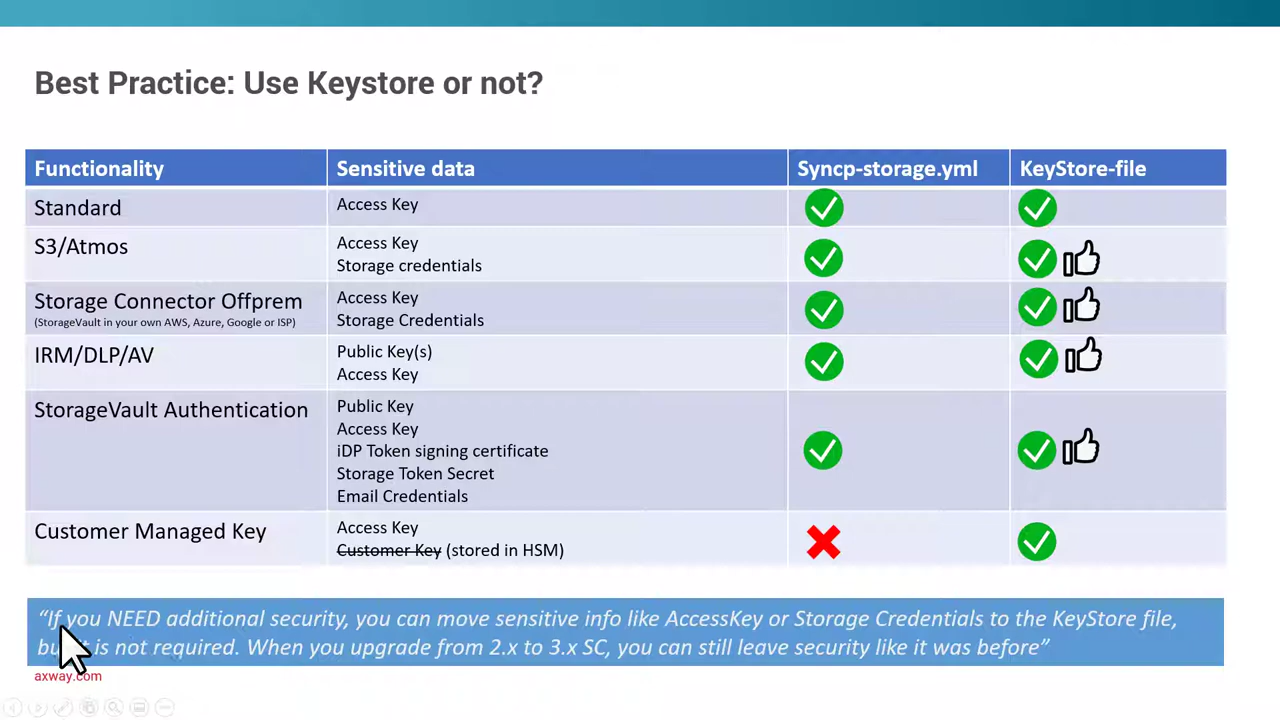 Best Practice: Use Keystore or not?
Functionality
Sensitive data
Syncp-storage.yml
KeyStore-file
Standard
Access Key
S3/Atmos
Access Key
Storage credentials
Storage Connector Offprem
(StorageVault in your own AWS, Azure, Google or ISP)
Access Key
Storage Credentials
IRM/DLP/AV
Public Key(s)
Access Key
StorageVault Authentication
Public Key
Access Key
iDP Token signing certificate
Storage Token Secret
Email Credentials
Customer Managed Key
Access Key
Customer Key (stored in HSM)
“If you NEED additional security, you can move sensitive info like AccessKey or Storage Credentials to the KeyStore file,
is not required. When you upgrade from 2.x to 3.x SC, you can still leave security like it was before”
axway.com